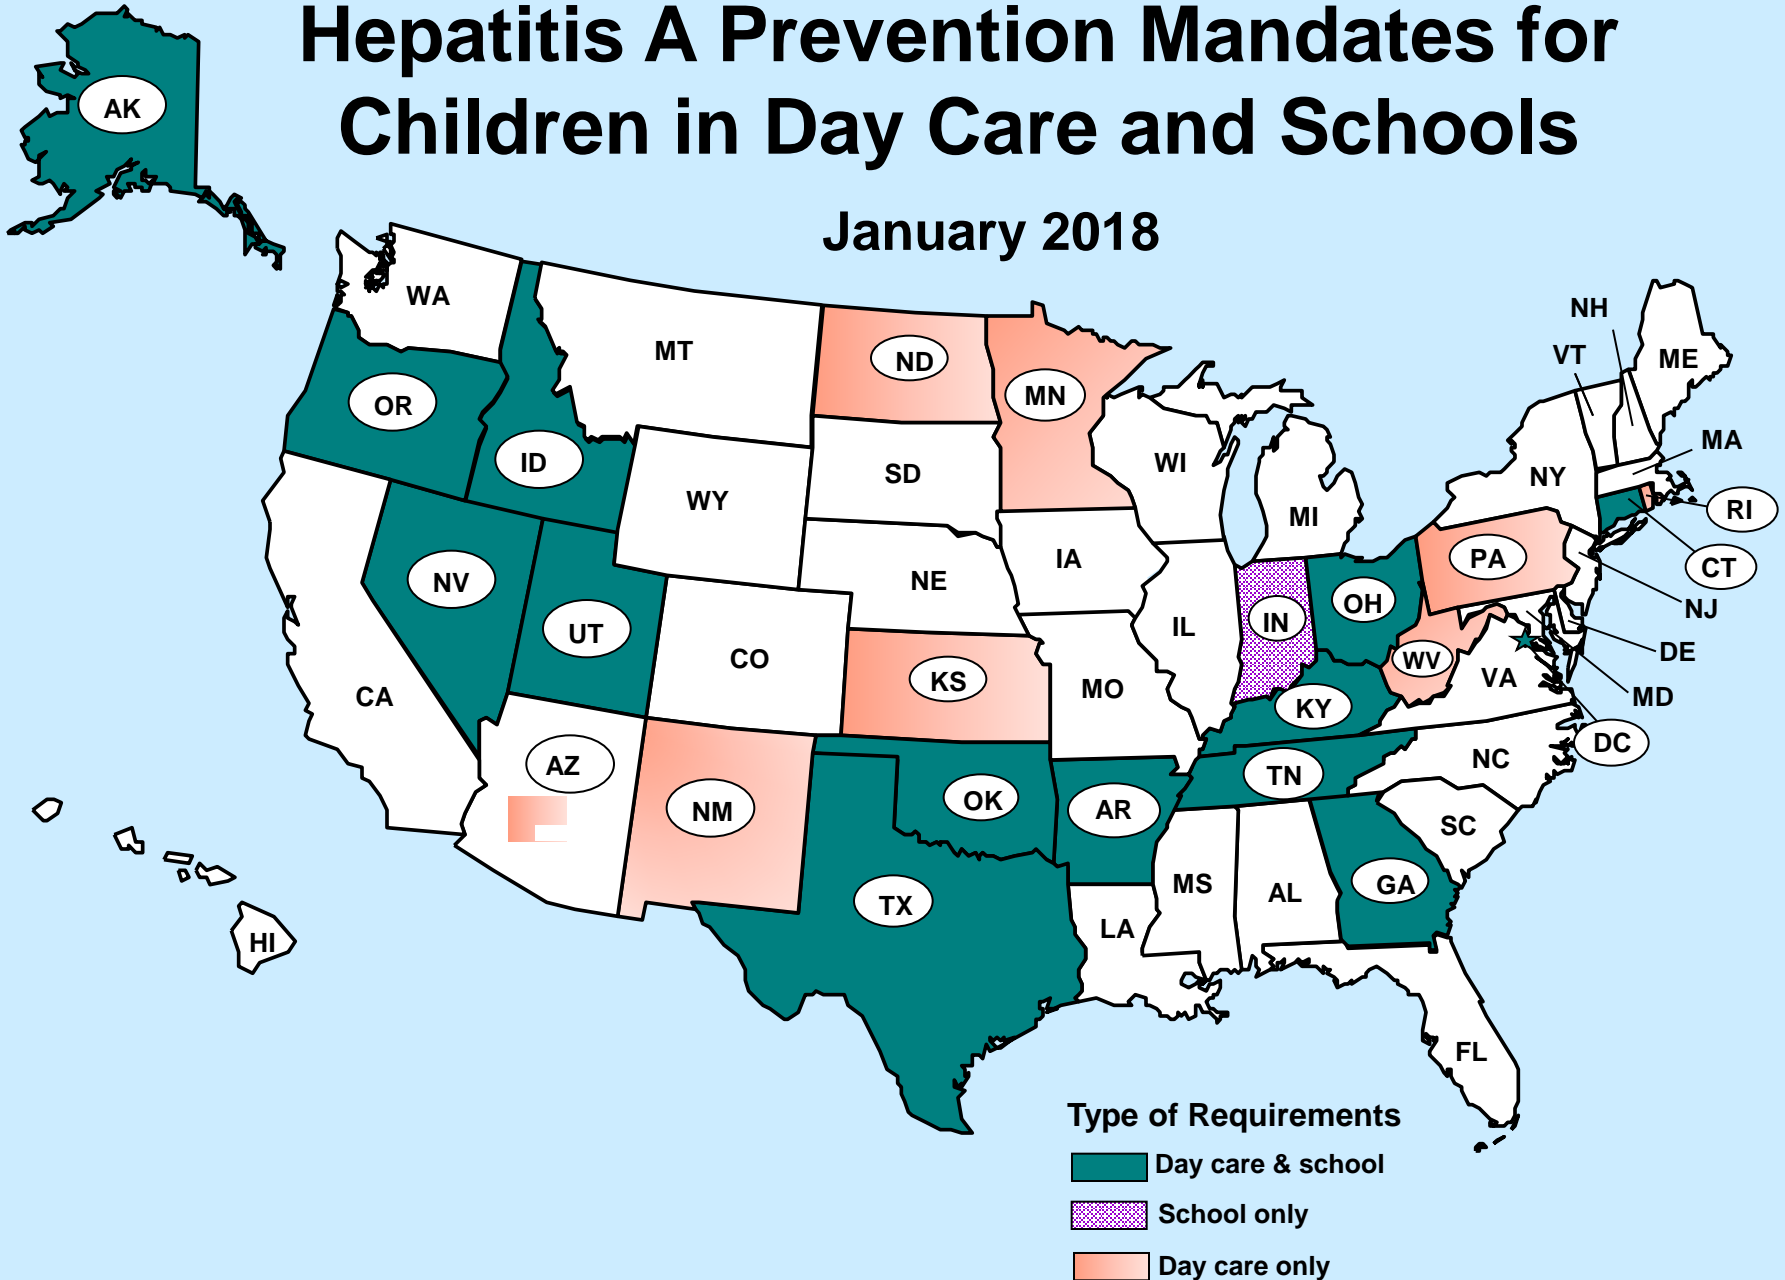 Hepatitis A Prevention Mandates for
Children in Day Care and Schools
January 2018
AK
WA
MT
ND
MN
OR
ID
WY
SD
WI
MI
NY
NH
VT
ME
MA
RI
CT
NJ
DE
MD
DC
PA
NV
UT
CO
NE
IA
IL
IN
OH
WV
VA
KY
CA
AZ
NM
KS
MO
OK
AR
TN
NC
SC
TX
LA
MS
AL
GA
FL
HI
Type of Requirements
Day care & school
School only
Day care only